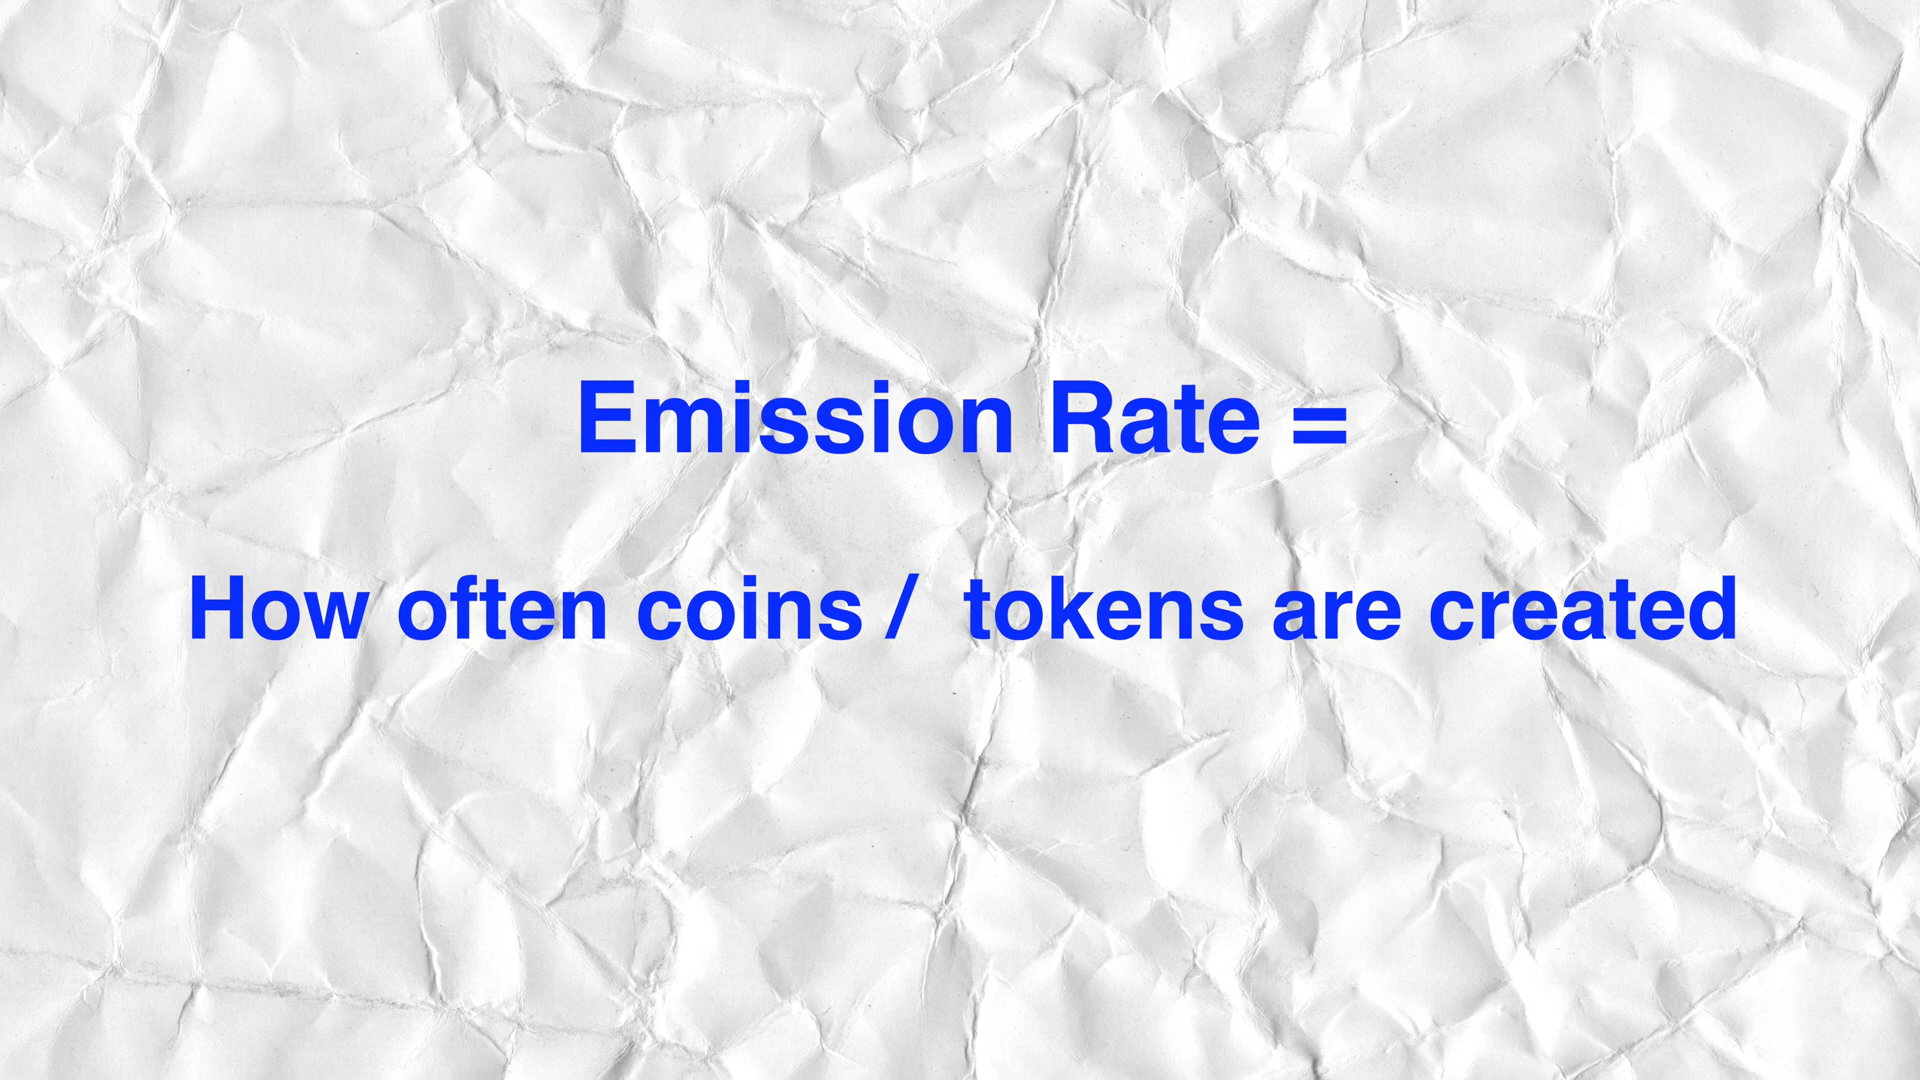 Emission Rate =
How often coins /  tokens are created